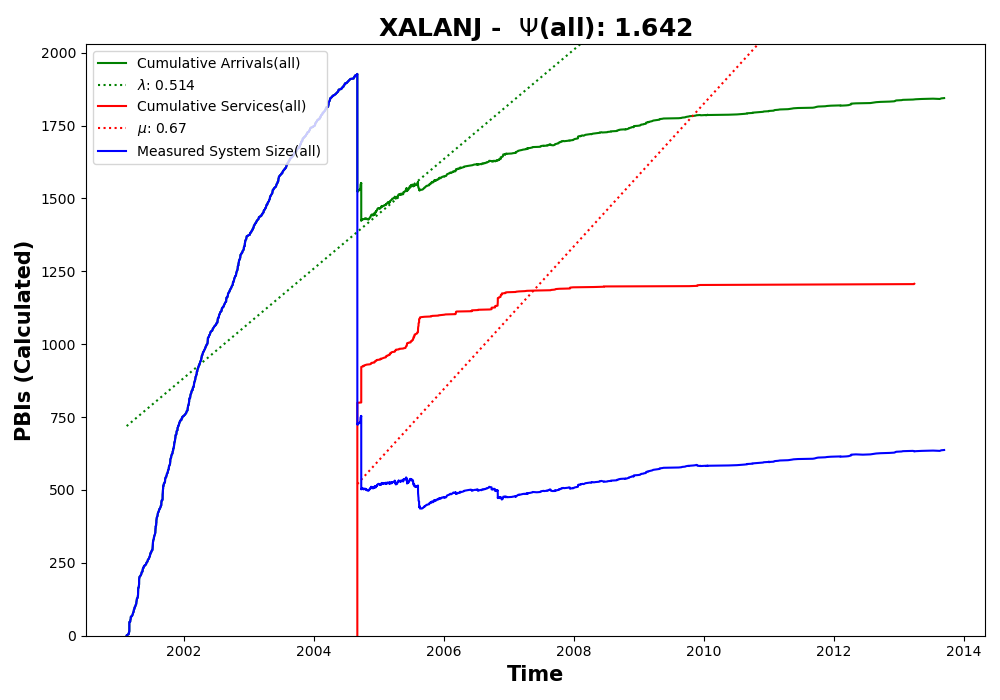 XALANJ - Ψ(all): 1.642
Cumulative Arrivals(all)
λ: 0.514
Cumulative Services(all)
μ: 0.67
Measured System Size(all)
PBIs (Calculated)
2000
1750
1500
1250
1000
750
500
250
0
2002 2004 2006 2008 2010 2012 2014
Time